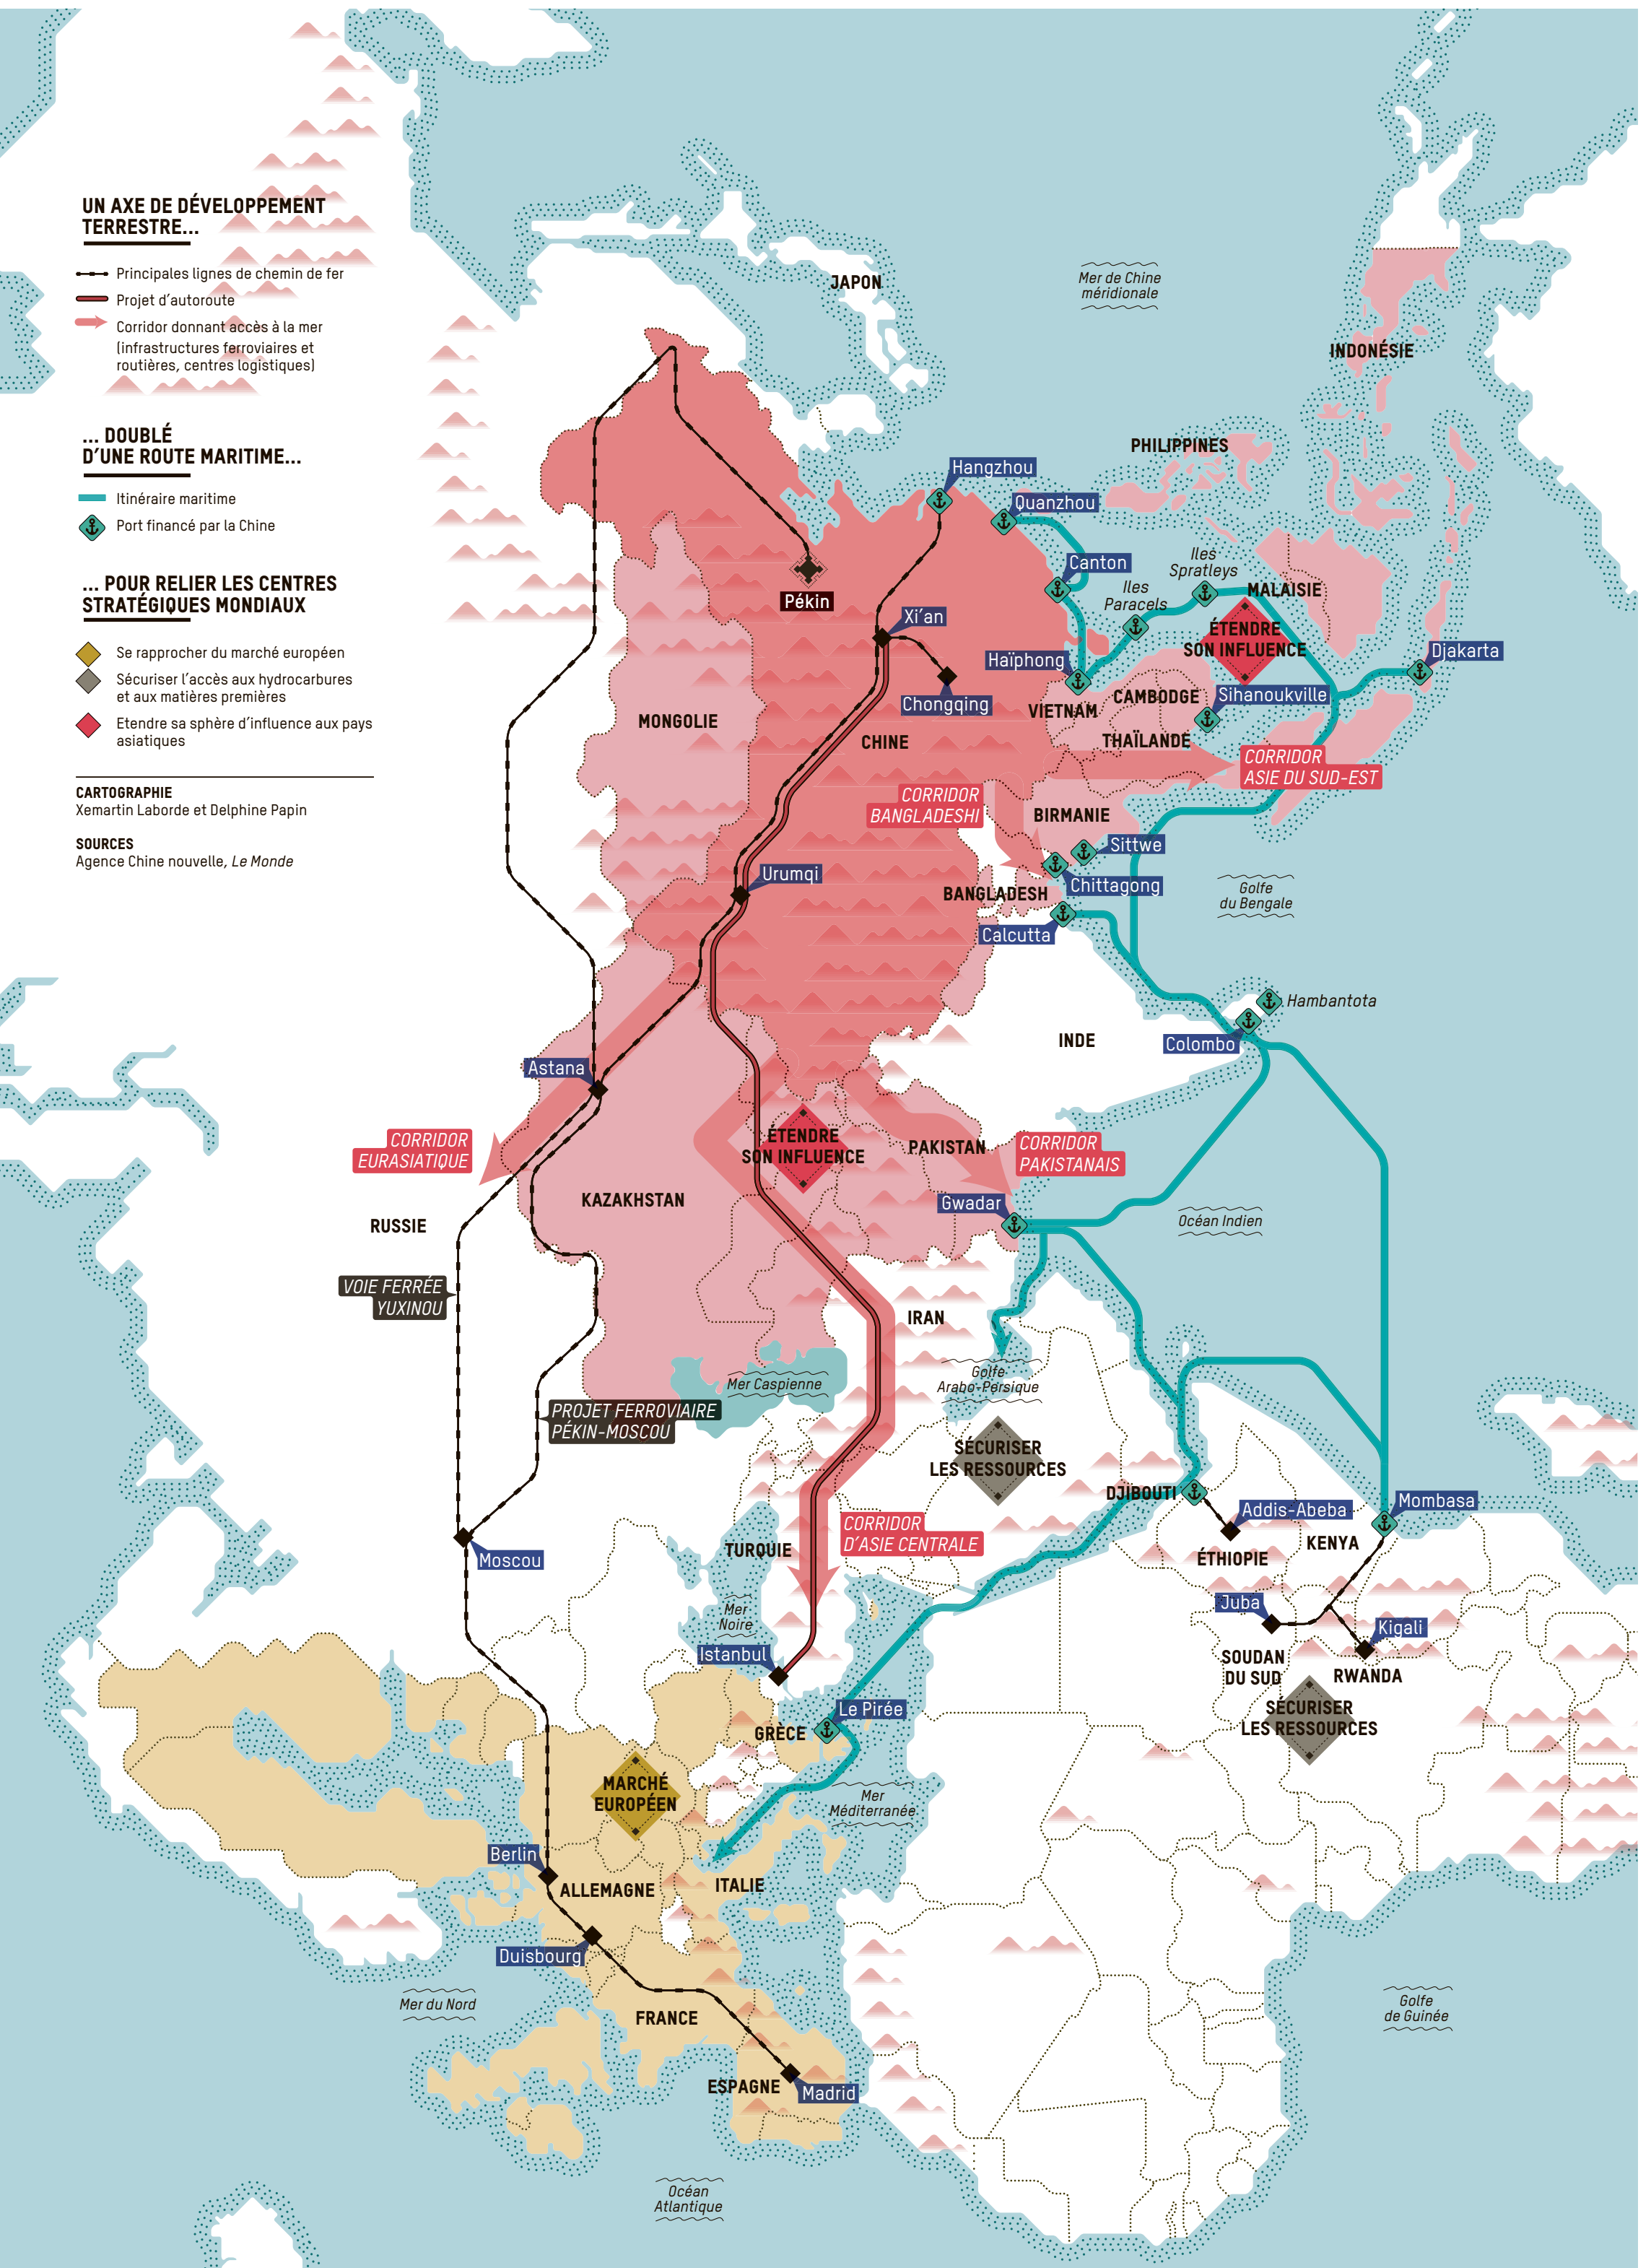 UN AXE DE DÉVELOPPEMENT
TERRESTRE...
Principales lignes de chemin de fer
Projet d'autoroute
Corridor donnant accès à la mer
(infrastructures ferroviaires et
routières, centres logistiques)
... DOUBLÉ
D'UNE ROUTE MARITIME...
Itinéraire maritime
Port financé par la Chine
... POUR RELIER LES CENTRES
STRATÉGIQUES MONDIAUX
Se rapprocher du marché européen
Sécuriser l'accès aux hydrocarbures
et aux matières premières
Etendre sa sphère d'influence aux pays
asiatiques
CARTOGRAPHIE
Xemartin Laborde et Delphine Papin
SOURCES
Agence Chine nouvelle, Le Monde
JAPON
Mer de Chine
méridionale
INDONÉSIE
PHILIPPINES
Hangzhou
Quanzhou
Canton
Iles
Spratleys
Iles
Paracels
MALAISIE
Pékin
Xi'an
ÉTENDRE
SON INFLUENCE
Haïphong
Djakarta
Chongqing
CAMBODGE
Sihanoukville
VIETNAM
MONGOLIE
CHINE
THAÏLANDE
CORRIDOR
ASIE DU SUD-EST
CORRIDOR
BANGLADESHI
BIRMANIE
Sittwe
Urumqi
Chittagong
BANGLADESH
Golfe
du Bengale
Calcutta
Hambantota
INDE
Colombo
Astana
CORRIDOR
EURASIATIQUE
ÉTENDRE
SON INFLUENCE
PAKISTAN
CORRIDOR
PAKISTANAIS
KAZAKHSTAN
Gwadar
RUSSIE
Océan Indien
VOIE FERRÉE
YUXINOU
IRAN
Mer Caspienne
Golfe
Arabo-Persique
PROJET FERROVIAIRE
PÉKIN-MOSCOU
SÉCURISER
LES RESSOURCES
DJIBOUTI
Addis-Abeba
Mombasa
CORRIDOR
D'ASIE CENTRALE
TURQUIE
Moscou
ÉTHIOPIE
KENYA
Mer
Noire
Juba
Kigali
Istanbul
SOUDAN
DU SUD
RWANDA
Le Pirée
GRÈCE
SÉCURISER
LES RESSOURCES
MARCHÉ
EUROPÉEN
Mer
Méditerranée
Berlin
ALLEMAGNE
ITALIE
Duisbourg
Mer du Nord
FRANCE
Golfe
de Guinée
ESPAGNE
Madrid
Océan
Atlantique